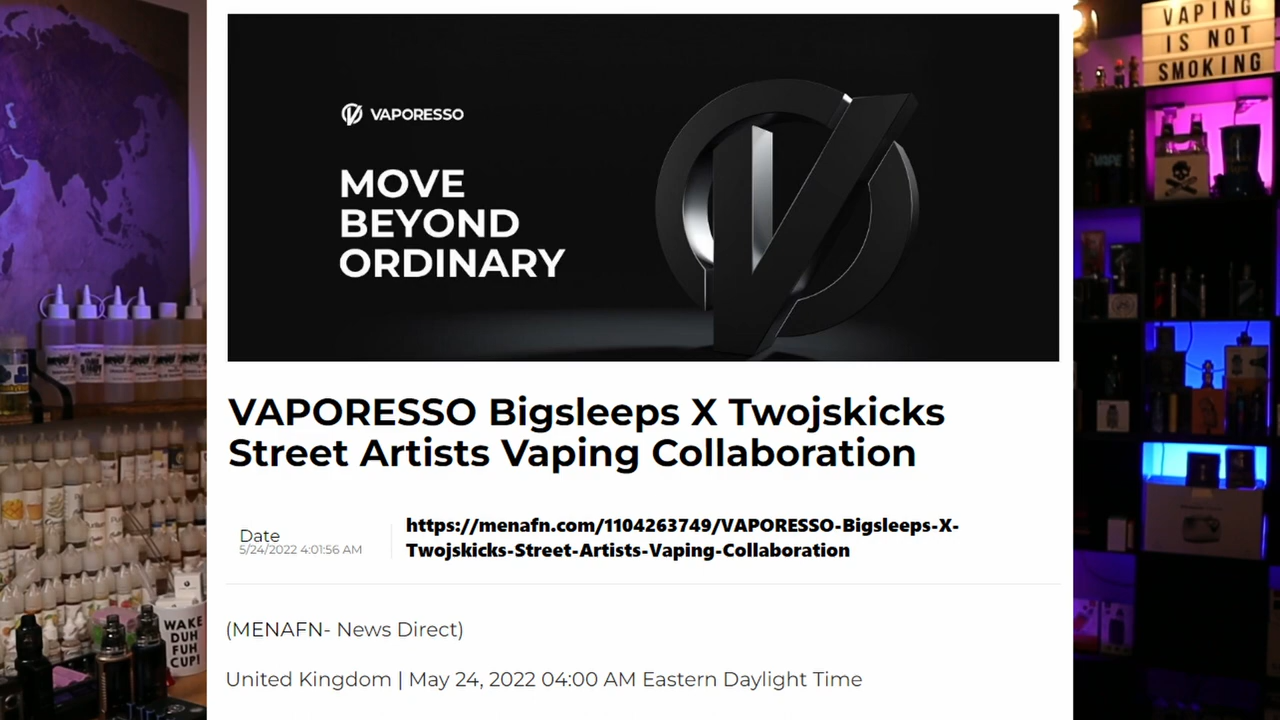 VAPING
IS NOT
SMOKING
VAPORESSO
MOVE
BEYOND
ORDINARY
VAPORESSO Bigsleeps X Twojskicks
Street Artists Vaping Collaboration
Date
5/24/2022 4:01:56 AM
https://menafn.com/1104263749/VAPORESSO-Bigsleeps-X-
Twojskicks-Street-Artists-Vaping-Collaboration
(MENAFN- News Direct)
United Kingdom | May 24, 2022 04:00 AM Eastern Daylight Time
WAKE
DUH
FUH
CUP!
VAPE